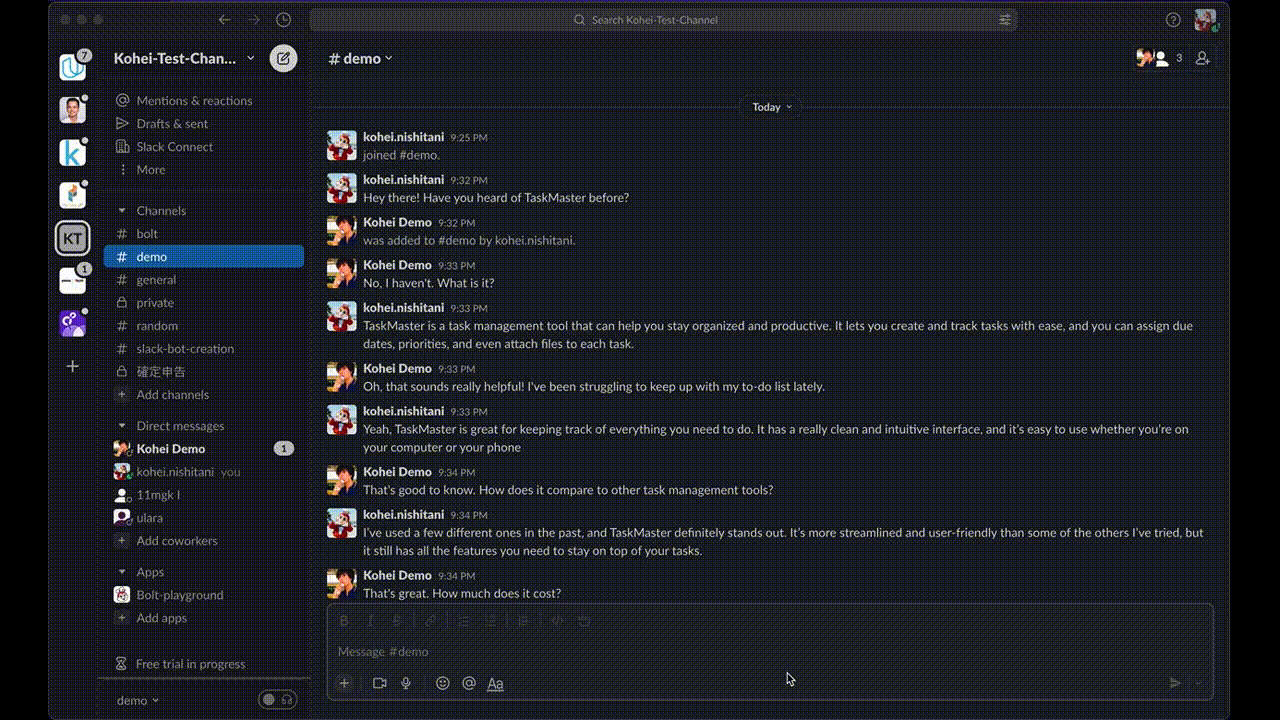 Search Kohei-Test-Channel
7
Kohei-Test-Chan...
Mentions & reactions
Drafts & sent
Slack Connect
More
k
KT
1
Channels
# bolt
# demo
# general
private
# random
# slack-bot-creation
確定申告
+ Add channels
Direct messages
Kohei Demo 1
kohei.nishitani you
11mgk l
ulara
+ Add coworkers
Apps
Bolt-playground
+ Add apps
Free trial in progress
demo
# demo
3
Today
kohei.nishitani 9:25 PM
joined #demo.
kohei.nishitani 9:32 PM
Hey there! Have you heard of TaskMaster before?
Kohei Demo 9:32 PM
was added to #demo by kohei.nishitani.
Kohei Demo 9:33 PM
No, I haven't. What is it?
kohei.nishitani 9:33 PM
TaskMaster is a task management tool that can help you stay organized and productive. It lets you create and track tasks with ease, and you can assign due
dates, priorities, and even attach files to each task.
Kohei Demo 9:33 PM
Oh, that sounds really helpful! I've been struggling to keep up with my to-do list lately.
kohei.nishitani 9:33 PM
Yeah, TaskMaster is great for keeping track of everything you need to do. It has a really clean and intuitive interface, and it's easy to use whether you're on
your computer or your phone
Kohei Demo 9:34 PM
That's good to know. How does it compare to other task management tools?
kohei.nishitani 9:34 PM
I've used a few different ones in the past, and TaskMaster definitely stands out. It's more streamlined and user-friendly than some of the others I've tried, but
it still has all the features you need to stay on top of your tasks.
Kohei Demo 9:34 PM
That's great. How much does it cost?
B I S
Message #demo
+ @ Aa